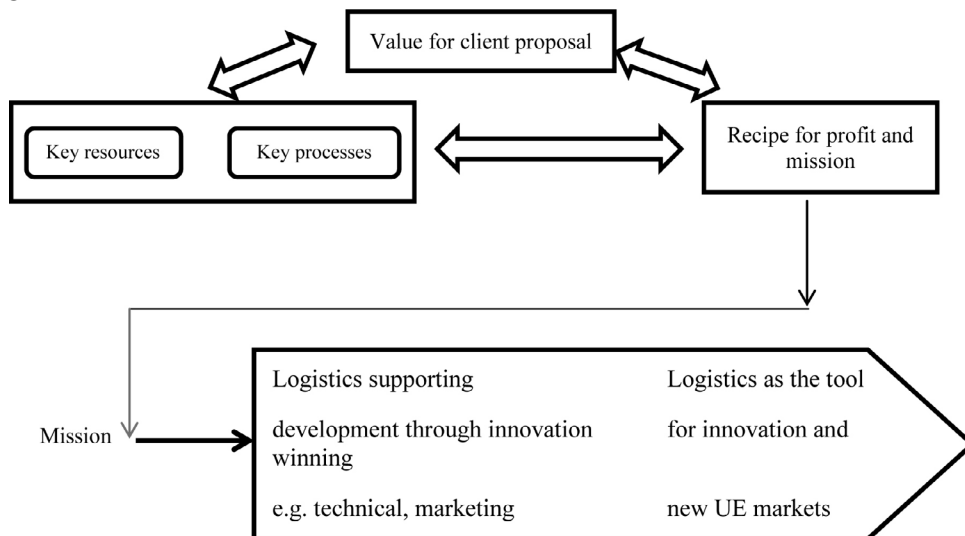 Value for client proposal
Key resources
Key processes
Recipe for profit and
mission
Mission
Logistics supporting
development through innovation
winning
e.g. technical, marketing
Logistics as the tool
for innovation and
new UE markets